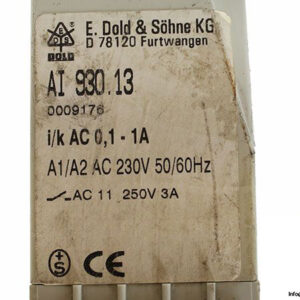 E. Dold & Söhne KG
D 78120 Furtwangen
DOLD
AI 930.13
0009176
i/k AC 0,1 - 1A
A1/A2 AC 230V 50/60Hz
AC 11 250V 3A
+S CE